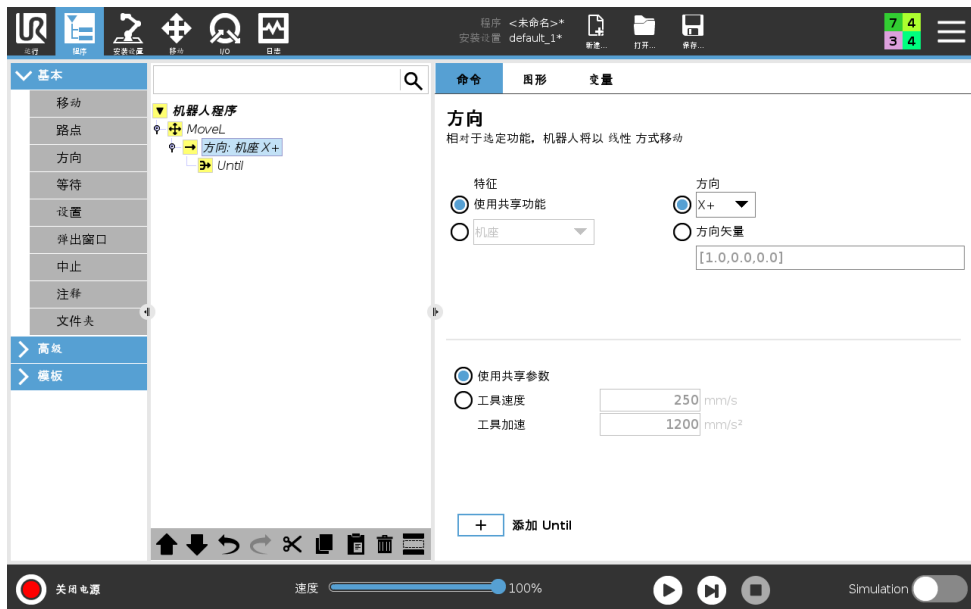 程序 <未命名>*
安装设置 default_1*
运行 程序 安装设置 移动 I/O 日志 新建... 打开... 保存...
7 4
3 4
基本
移动
路点
方向
等待
设置
弹出窗口
中止
注释
文件夹
高级
模板
机器人程序
MoveL
方向: 机座 X+
Until
命令 图形 变量
方向
相对于选定功能，机器人将以 线性 方式移动
特征 方向
使用共享功能 X+
机座 方向矢量
[1.0,0.0,0.0]
使用共享参数
工具速度 250 mm/s
工具加速 1200 mm/s²
+ 添加 Until
关闭电源 速度 100% Simulation